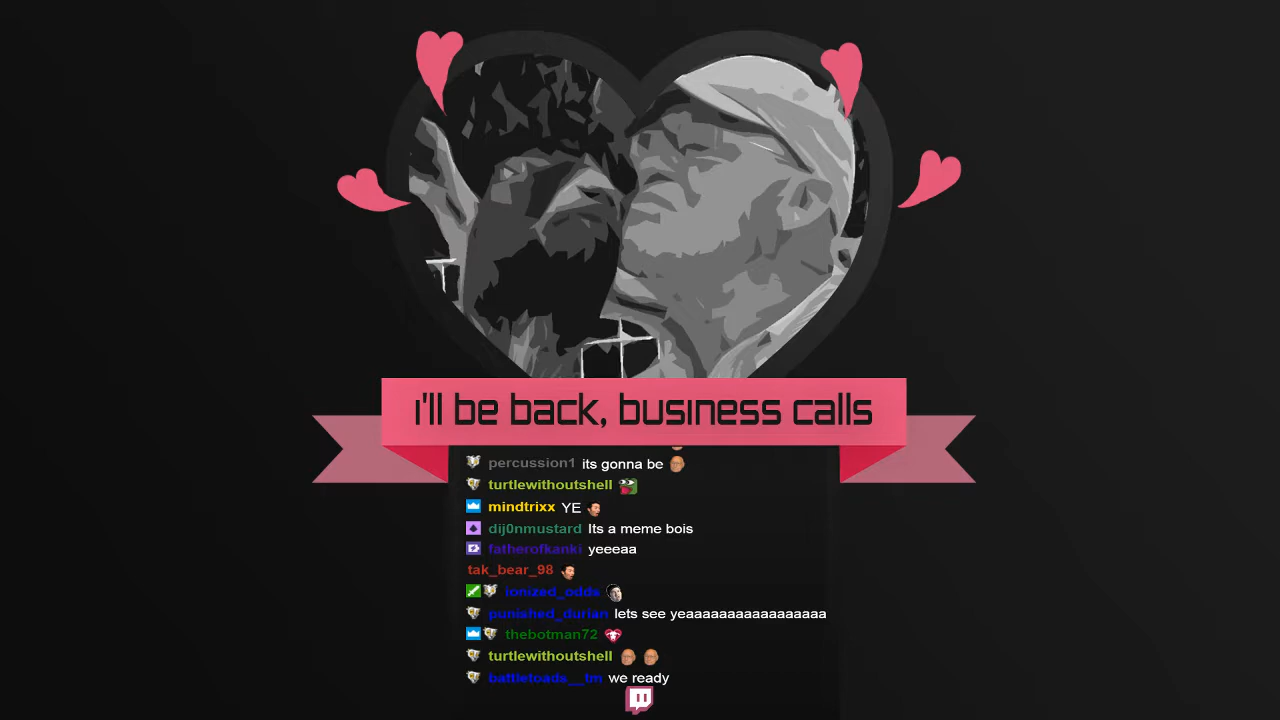 i'll be back, business calls
percussion1 its gonna be
turtlewithoutshell
mindtrixx YE
dij0nmustard Its a meme bois
fatherofkanki yeeeaa
tak_bear_98
ionized_odds
punished_durian lets see yeaaaaaaaaaaaaaaaaa
thebotman72
turtlewithoutshell
battletoads__fm we ready